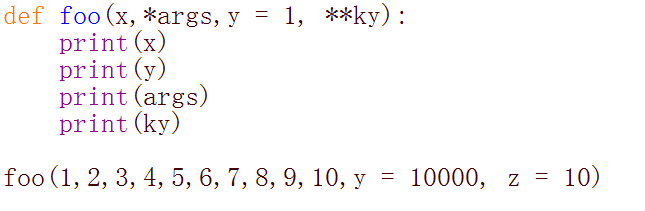 def foo(x,*args,y = 1, **ky):
    print(x)
    print(y)
    print(args)
    print(ky)
foo(1,2,3,4,5,6,7,8,9,10,y = 10000, z = 10)